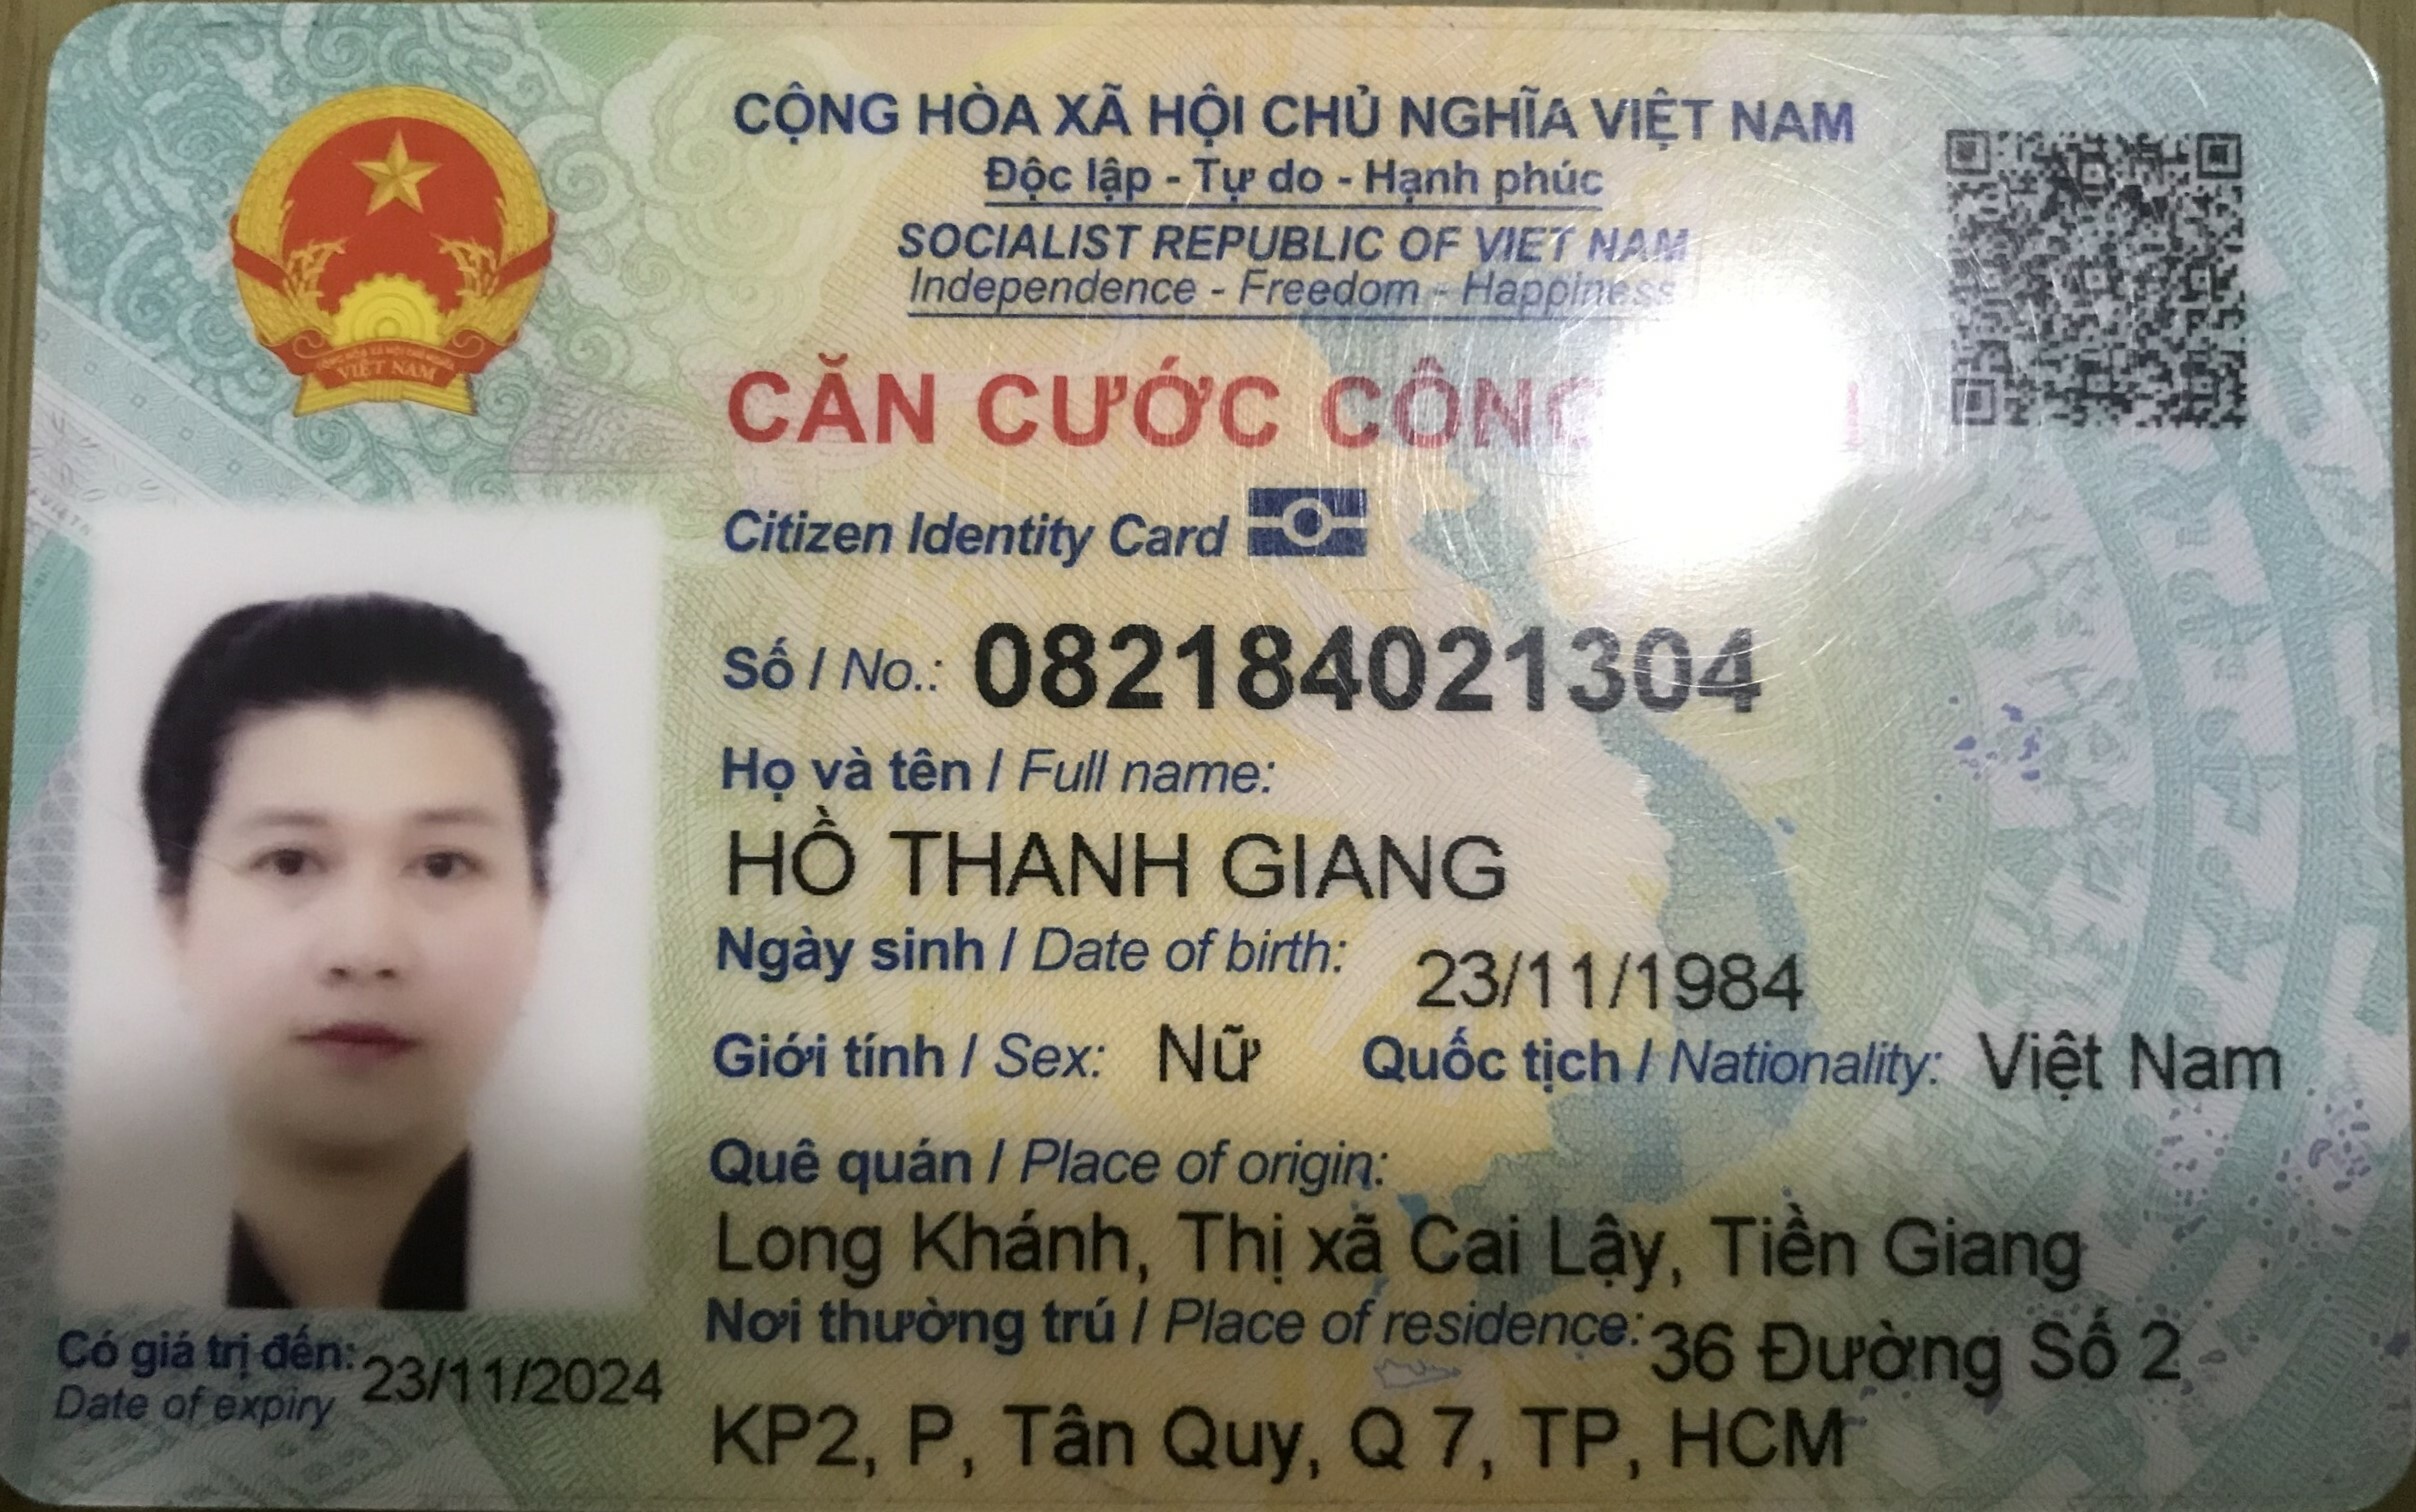 CỘNG HÒA XÃ HỘI CHỦ NGHĨA VIỆT NAM
Độc lập - Tự do - Hạnh phúc
SOCIALIST REPUBLIC OF VIET NAM
Independence - Freedom - Happiness
VIỆT NAM
CĂN CƯỚC CÔNG
Citizen Identity Card
Số / No.: 082184021304
Họ và tên / Full name:
HỒ THANH GIANG
Ngày sinh / Date of birth: 23/11/1984
Giới tính / Sex: Nữ Quốc tịch / Nationality: Việt Nam
Quê quán / Place of origin:
Long Khánh, Thị xã Cai Lậy, Tiền Giang
Nơi thường trú / Place of residence: 36 Đường Số 2
KP2, P, Tân Quy, Q 7, TP, HCM
Có giá trị đến: 23/11/2024
Date of expiry